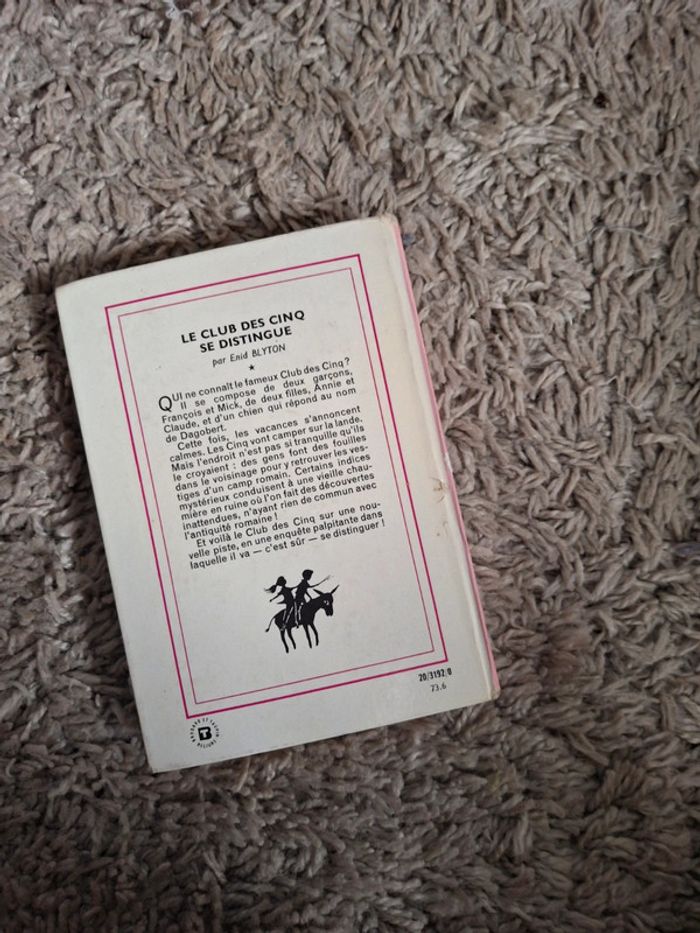 LE CLUB DES CINQ
SE DISTINGUE
par Enid BLYTON
★
QUI ne connaît le fameux Club des Cinq ?
Il se compose de deux garçons,
François et Mick, de deux filles, Annie et
Claude, et d'un chien qui répond au nom
de Dagobert.
Cette fois, les vacances s'annoncent
calmes. Les Cinq vont camper sur la lande.
Mais l'endroit n'est pas si tranquille qu'ils
le croyaient : des gens font des fouilles
dans le voisinage pour y retrouver les ves-
tiges d'un camp romain. Certains indices
mystérieux conduisent à une vieille chau-
mière en ruine où l'on fait des découvertes
inattendues, n'ayant rien de commun avec
l'antiquité romaine !
Et voilà le Club des Cinq sur une nou-
velle piste, en une enquête palpitante dans
laquelle il va — c'est sûr — se distinguer !
20/3192/0
73.6
BRODARD ET TAUPIN
BT
RELIURE